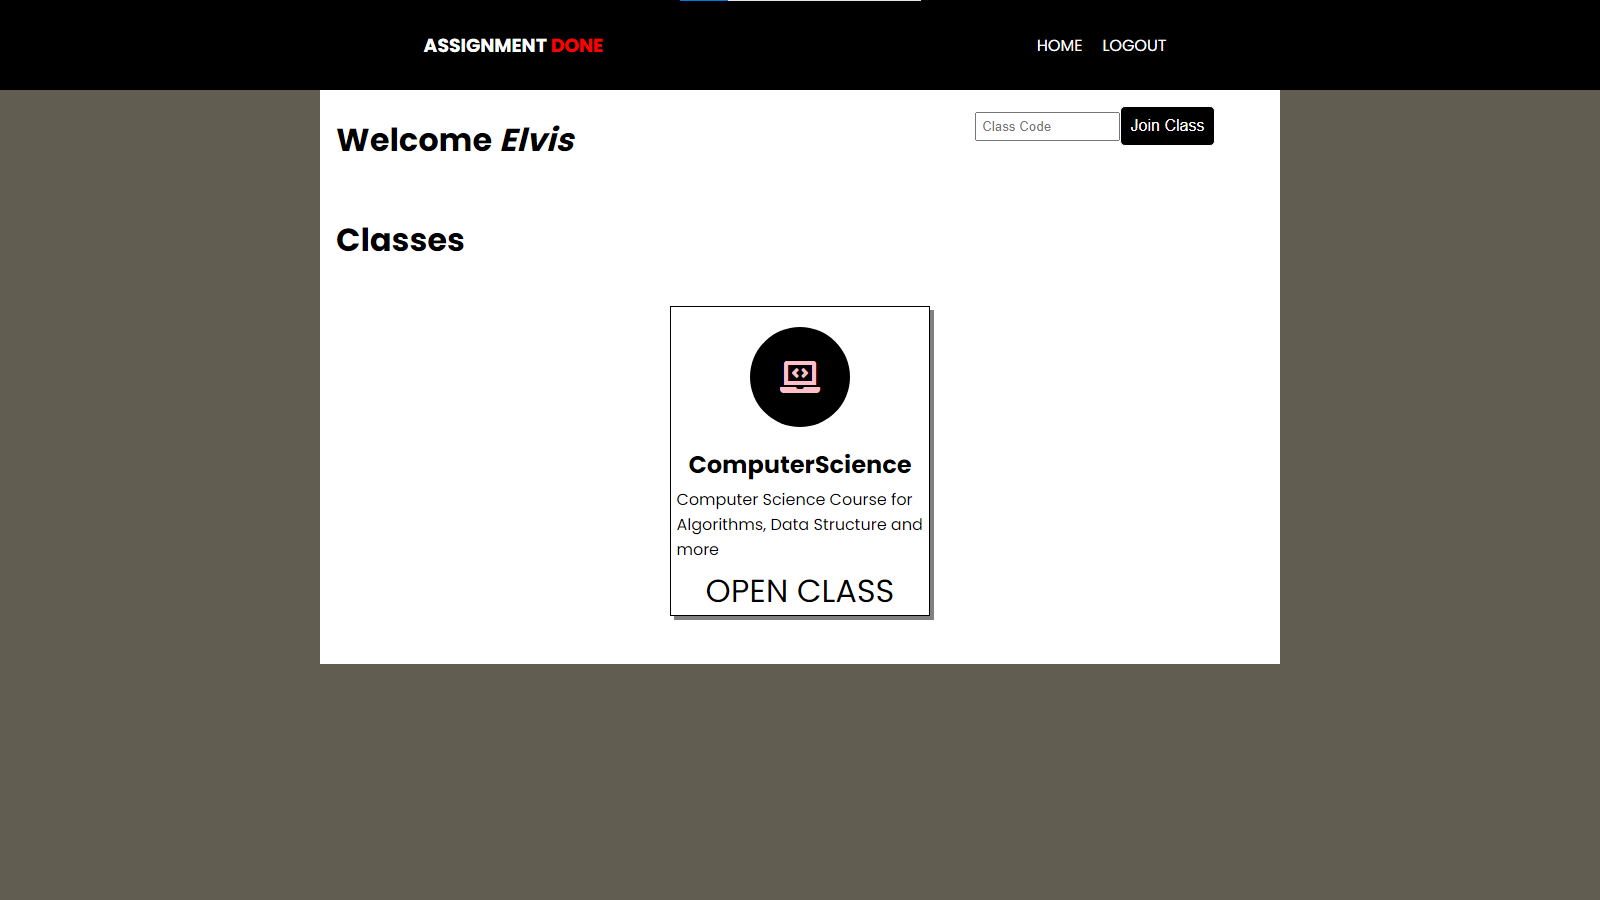 ASSIGNMENT DONE
HOME LOGOUT
Welcome Elvis
Class Code
Join Class
Classes
ComputerScience
Computer Science Course for
Algorithms, Data Structure and
more
OPEN CLASS